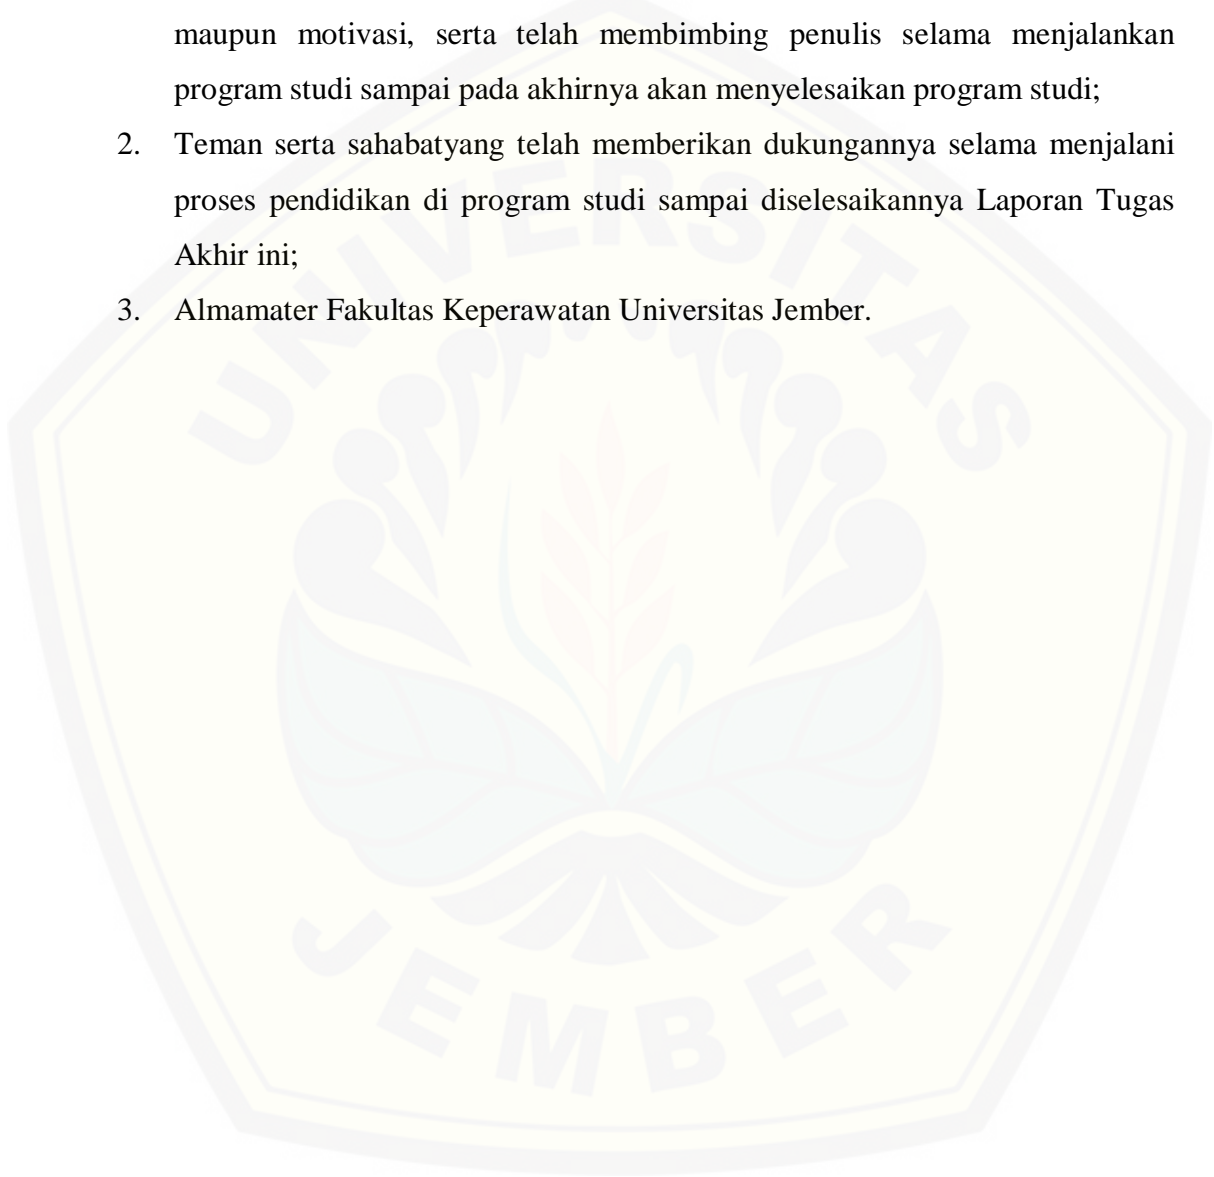 maupun motivasi, serta telah membimbing penulis selama menjalankan
program studi sampai pada akhirnya akan menyelesaikan program studi;
2. Teman serta sahabatyang telah memberikan dukungannya selama menjalani
proses pendidikan di program studi sampai diselesaikannya Laporan Tugas
Akhir ini;
3. Almamater Fakultas Keperawatan Universitas Jember.
UNIVERSITAS
JEMBER